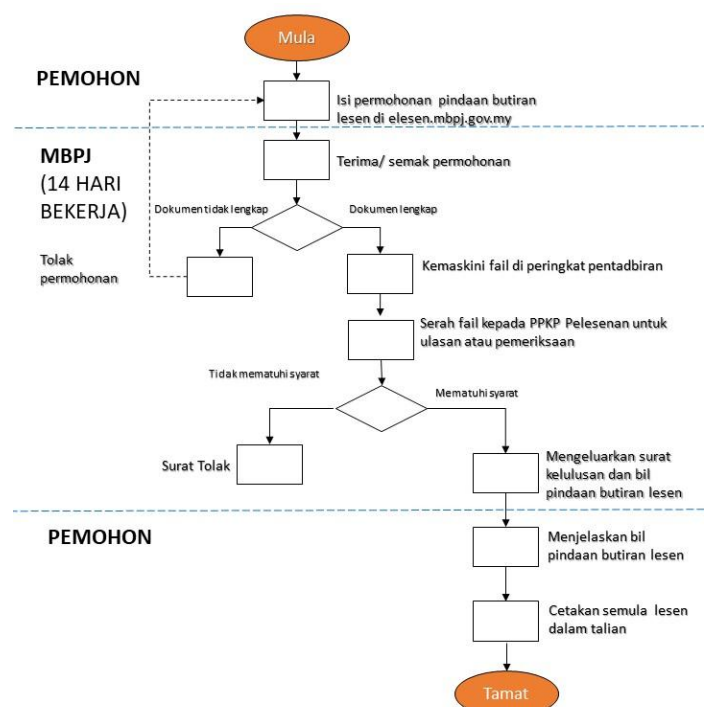 Mula
PEMOHON
Isi permohonan pindaan butiran
lesen di elesen.mbpj.gov.my
MBPJ
(14 HARI
BEKERJA)
Terima/ semak permohonan
Dokumen tidak lengkap
Dokumen lengkap
Tolak
permohonan
Kemaskini fail di peringkat pentadbiran
Serah fail kepada PPKP Pelesenan untuk
ulasan atau pemeriksaan
Tidak mematuhi syarat
Mematuhi syarat
Surat Tolak
Mengeluarkan surat
kelulusan dan bil
pindaan butiran lesen
PEMOHON
Menjelaskan bil
pindaan butiran lesen
Cetakan semula lesen
dalam talian
Tamat